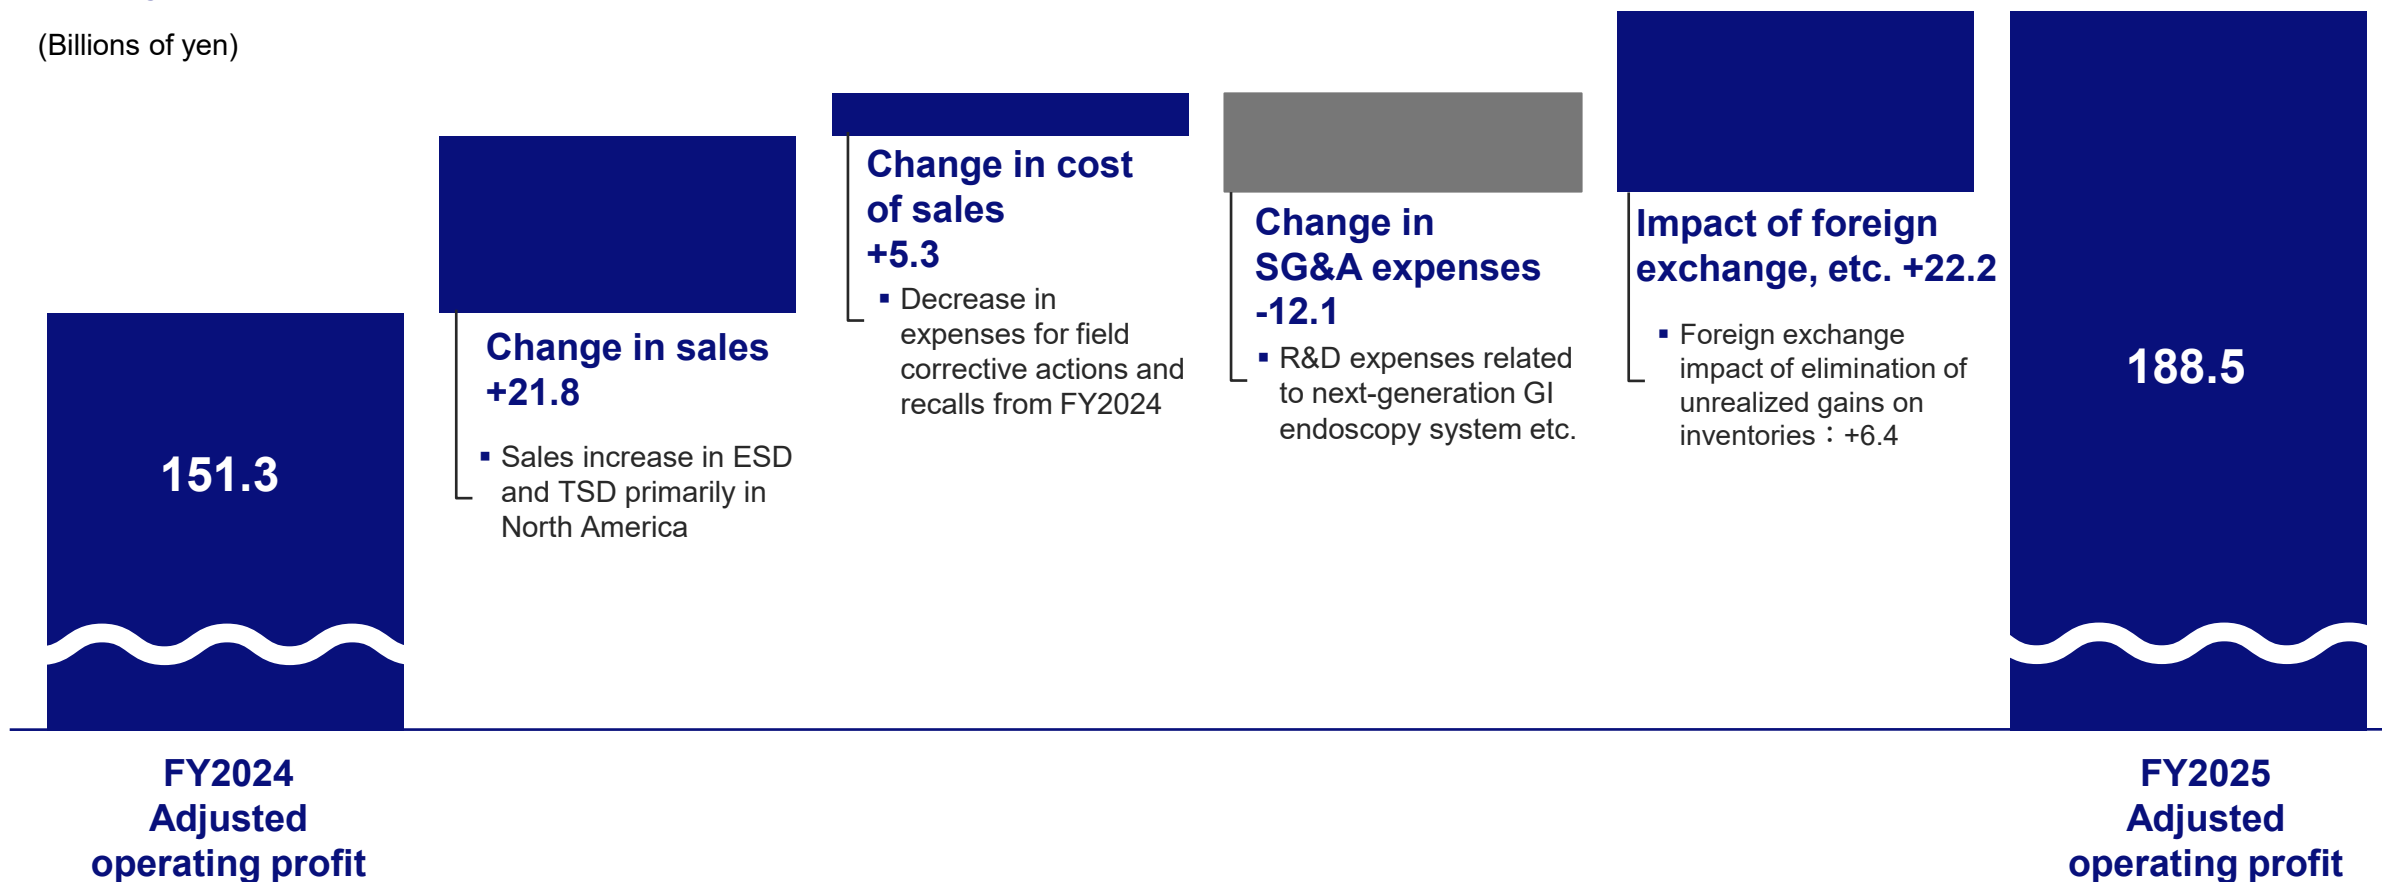 (Billions of yen)
151.3
FY2024
Adjusted
operating profit
Change in sales
+21.8
▪ Sales increase in ESD
and TSD primarily in
North America
Change in cost
of sales
+5.3
▪ Decrease in
expenses for field
corrective actions and
recalls from FY2024
Change in
SG&A expenses
-12.1
▪ R&D expenses related
to next-generation GI
endoscopy system etc.
Impact of foreign
exchange, etc. +22.2
▪ Foreign exchange
impact of elimination of
unrealized gains on
inventories：+6.4
188.5
FY2025
Adjusted
operating profit